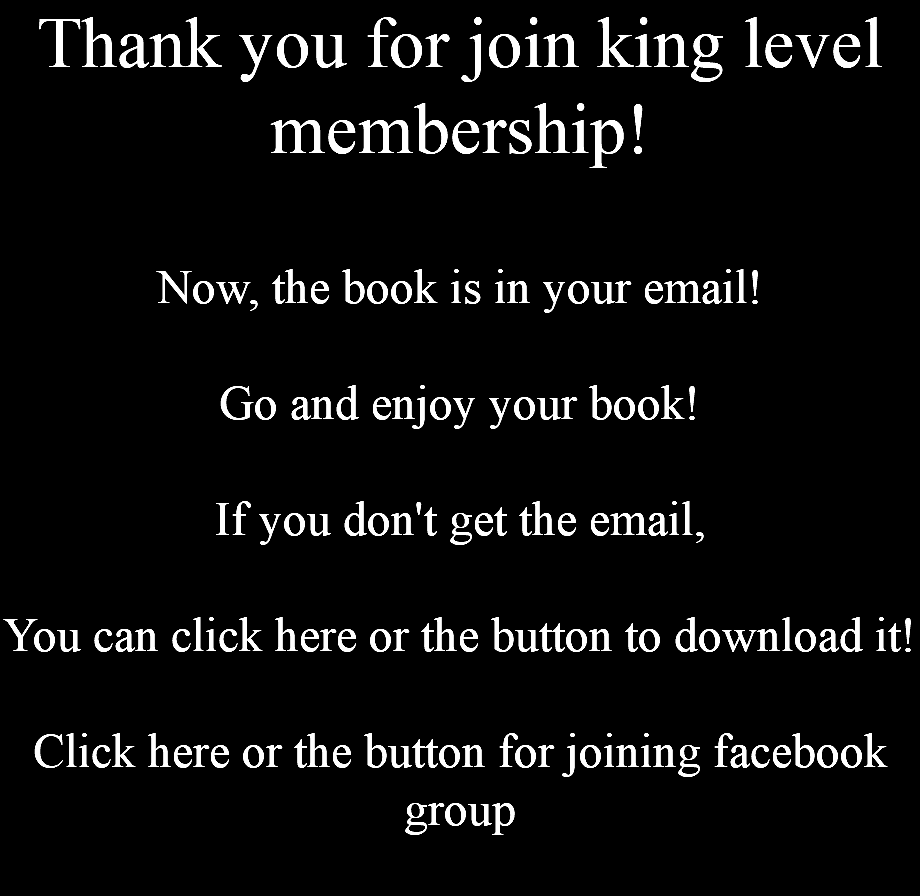 Thank you for join king level
membership!
Now, the book is in your email!
Go and enjoy your book!
If you don't get the email,
You can click here or the button to download it!
Click here or the button for joining facebook
group